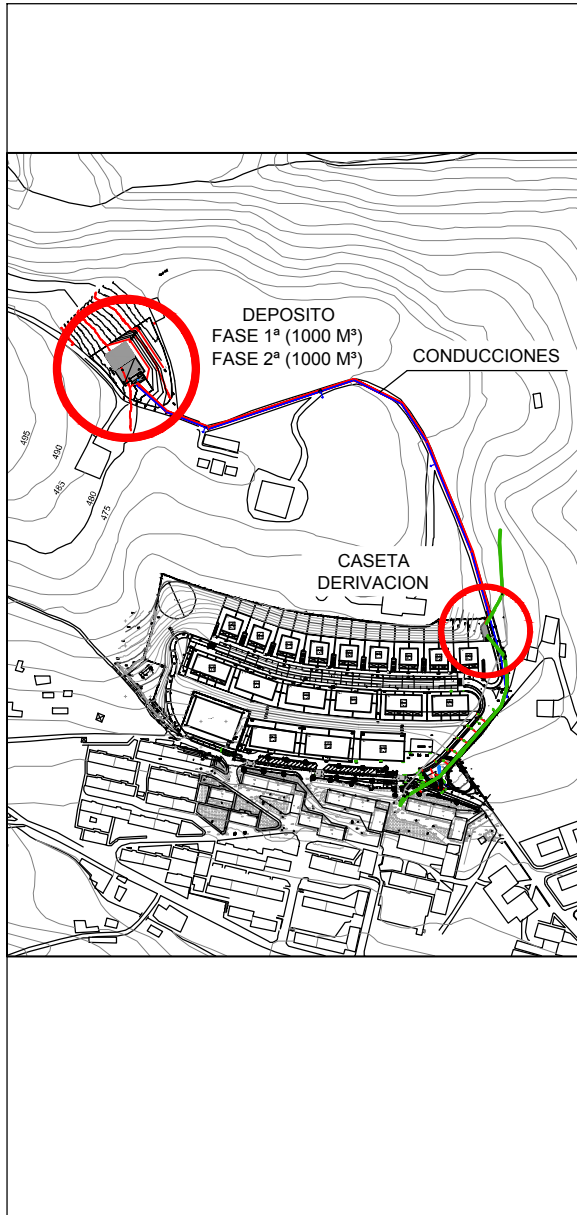 DEPOSITO
FASE 1ª (1000 M³)
FASE 2ª (1000 M³)
CONDUCCIONES
495
490
485
480
475
CASETA
DERIVACION